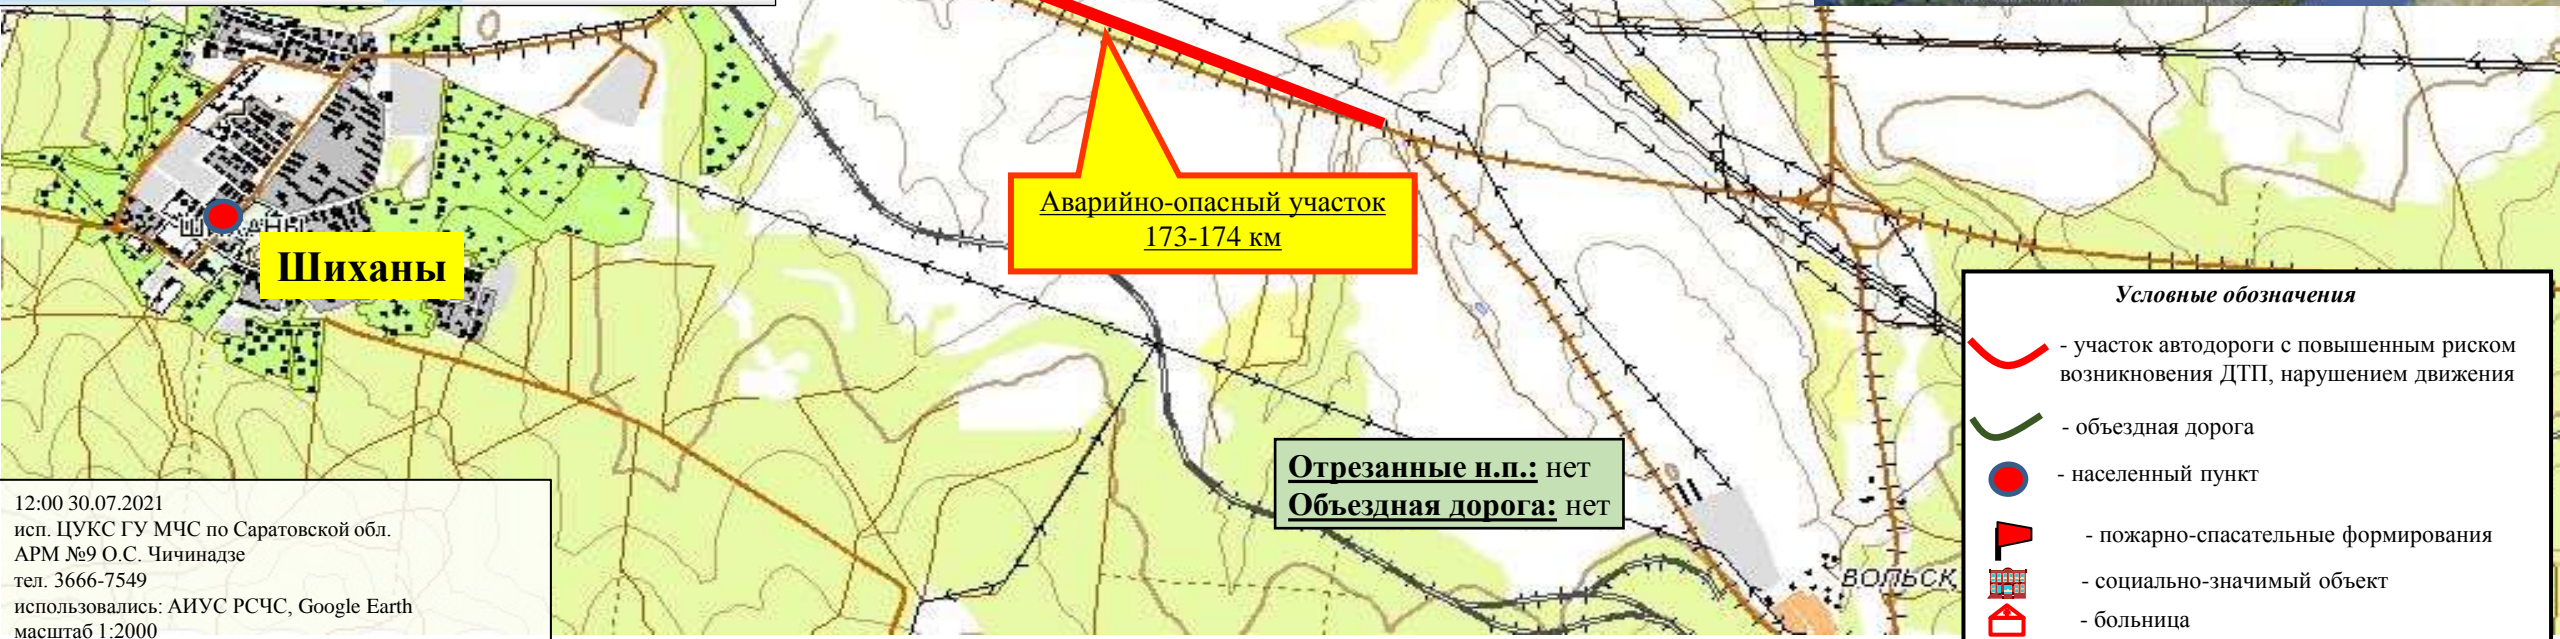 Аварийно-опасный участок
173-174 км
ШИХАНЫ
Шиханы
Условные обозначения
- участок автодороги с повышенным риском
возникновения ДТП, нарушением движения
- объездная дорога
- населенный пункт
- пожарно-спасательные формирования
- социально-значимый объект
- больница
Отрезанные н.п.: нет
Объездная дорога: нет
12:00 30.07.2021
исп. ЦУКС ГУ МЧС по Саратовской обл.
АРМ №9 О.С. Чичинадзе
тел. 3666-7549
использовались: АИУС РСЧС, Google Earth
масштаб 1:2000
ВОЛЬСК